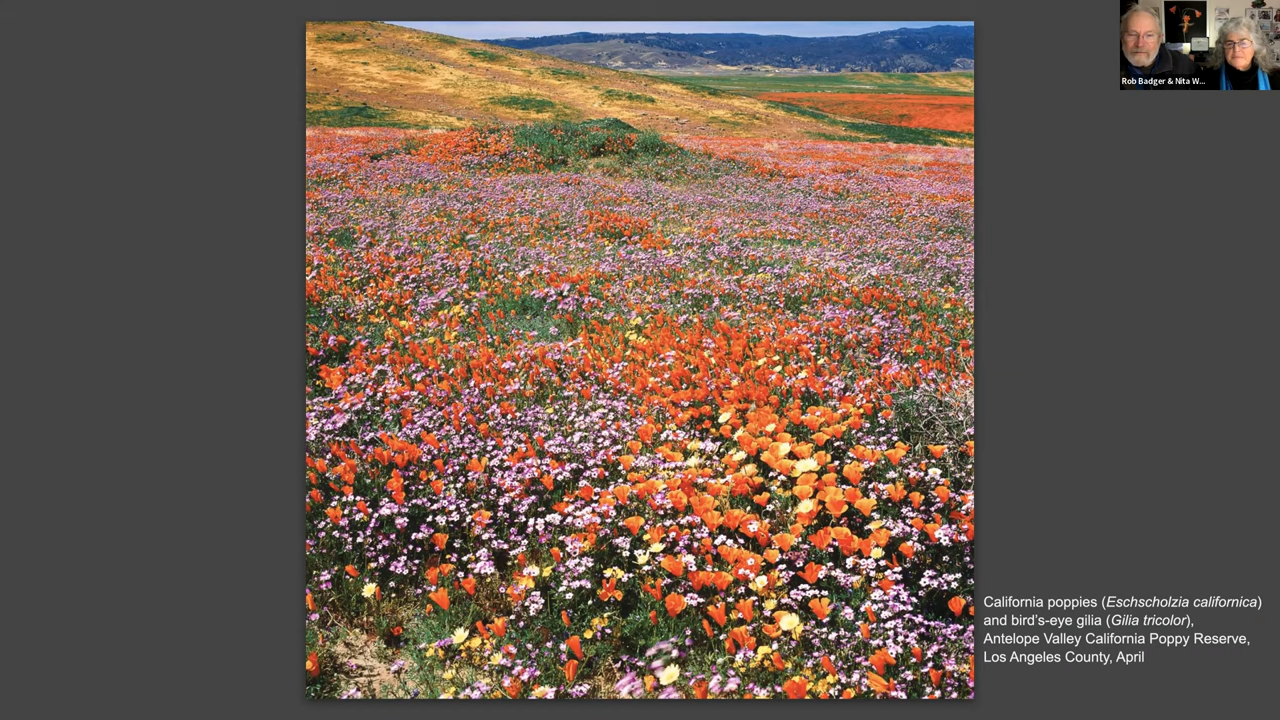 Rob Badger & Nita W...
California poppies (Eschscholzia californica)
and bird's-eye gilia (Gilia tricolor),
Antelope Valley California Poppy Reserve,
Los Angeles County, April